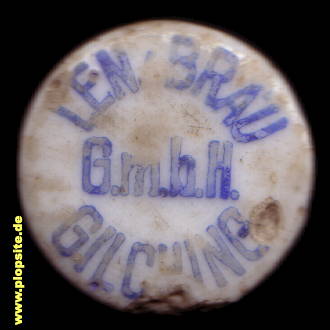 LEN' BRÄU
G.m.b.H.
GILCHING
www.plopsite.de